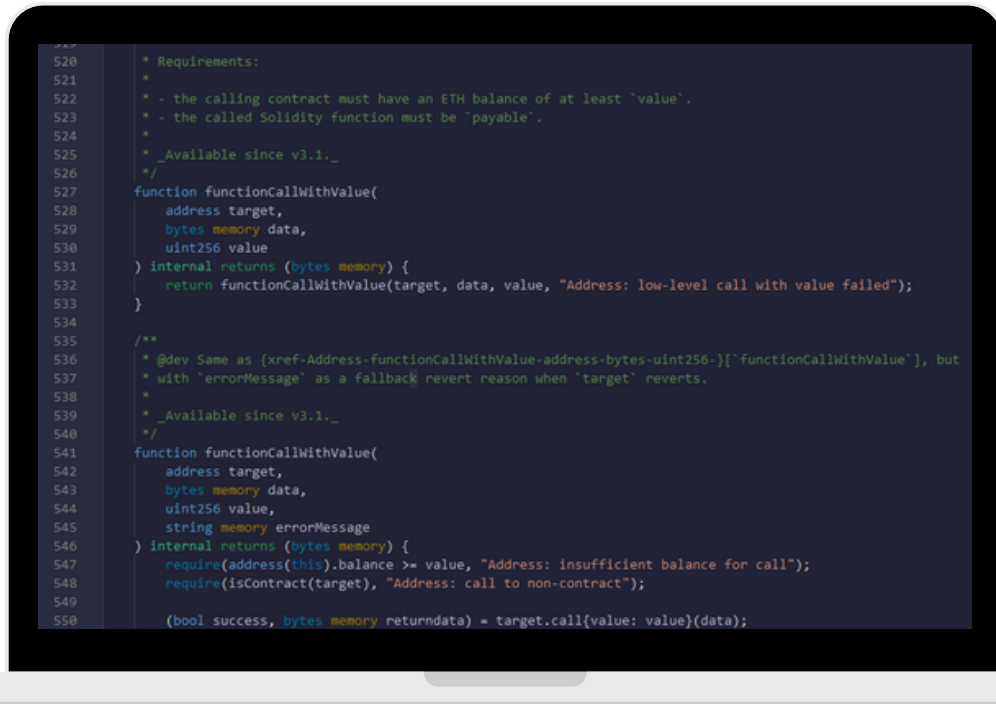 519
520 * Requirements:
521 *
522 * - the calling contract must have an ETH balance of at least `value`.
523 * - the called Solidity function must be `payable`.
524 *
525 * _Available since v3.1._
526 */
527 function functionCallWithValue(
528 address target,
529 bytes memory data,
530 uint256 value
531 ) internal returns (bytes memory) {
532 return functionCallWithValue(target, data, value, "Address: low-level call with value failed");
533 }
534
535 /**
536 * @dev Same as {xref-Address-functionCallWithValue-address-bytes-uint256-}[`functionCallWithValue`], but
537 * with `errorMessage` as a fallback revert reason when `target` reverts.
538 *
539 * _Available since v3.1._
540 */
541 function functionCallWithValue(
542 address target,
543 bytes memory data,
544 uint256 value,
545 string memory errorMessage
546 ) internal returns (bytes memory) {
547 require(address(this).balance >= value, "Address: insufficient balance for call");
548 require(isContract(target), "Address: call to non-contract");
549
550 (bool success, bytes memory returndata) = target.call{value: value}(data);